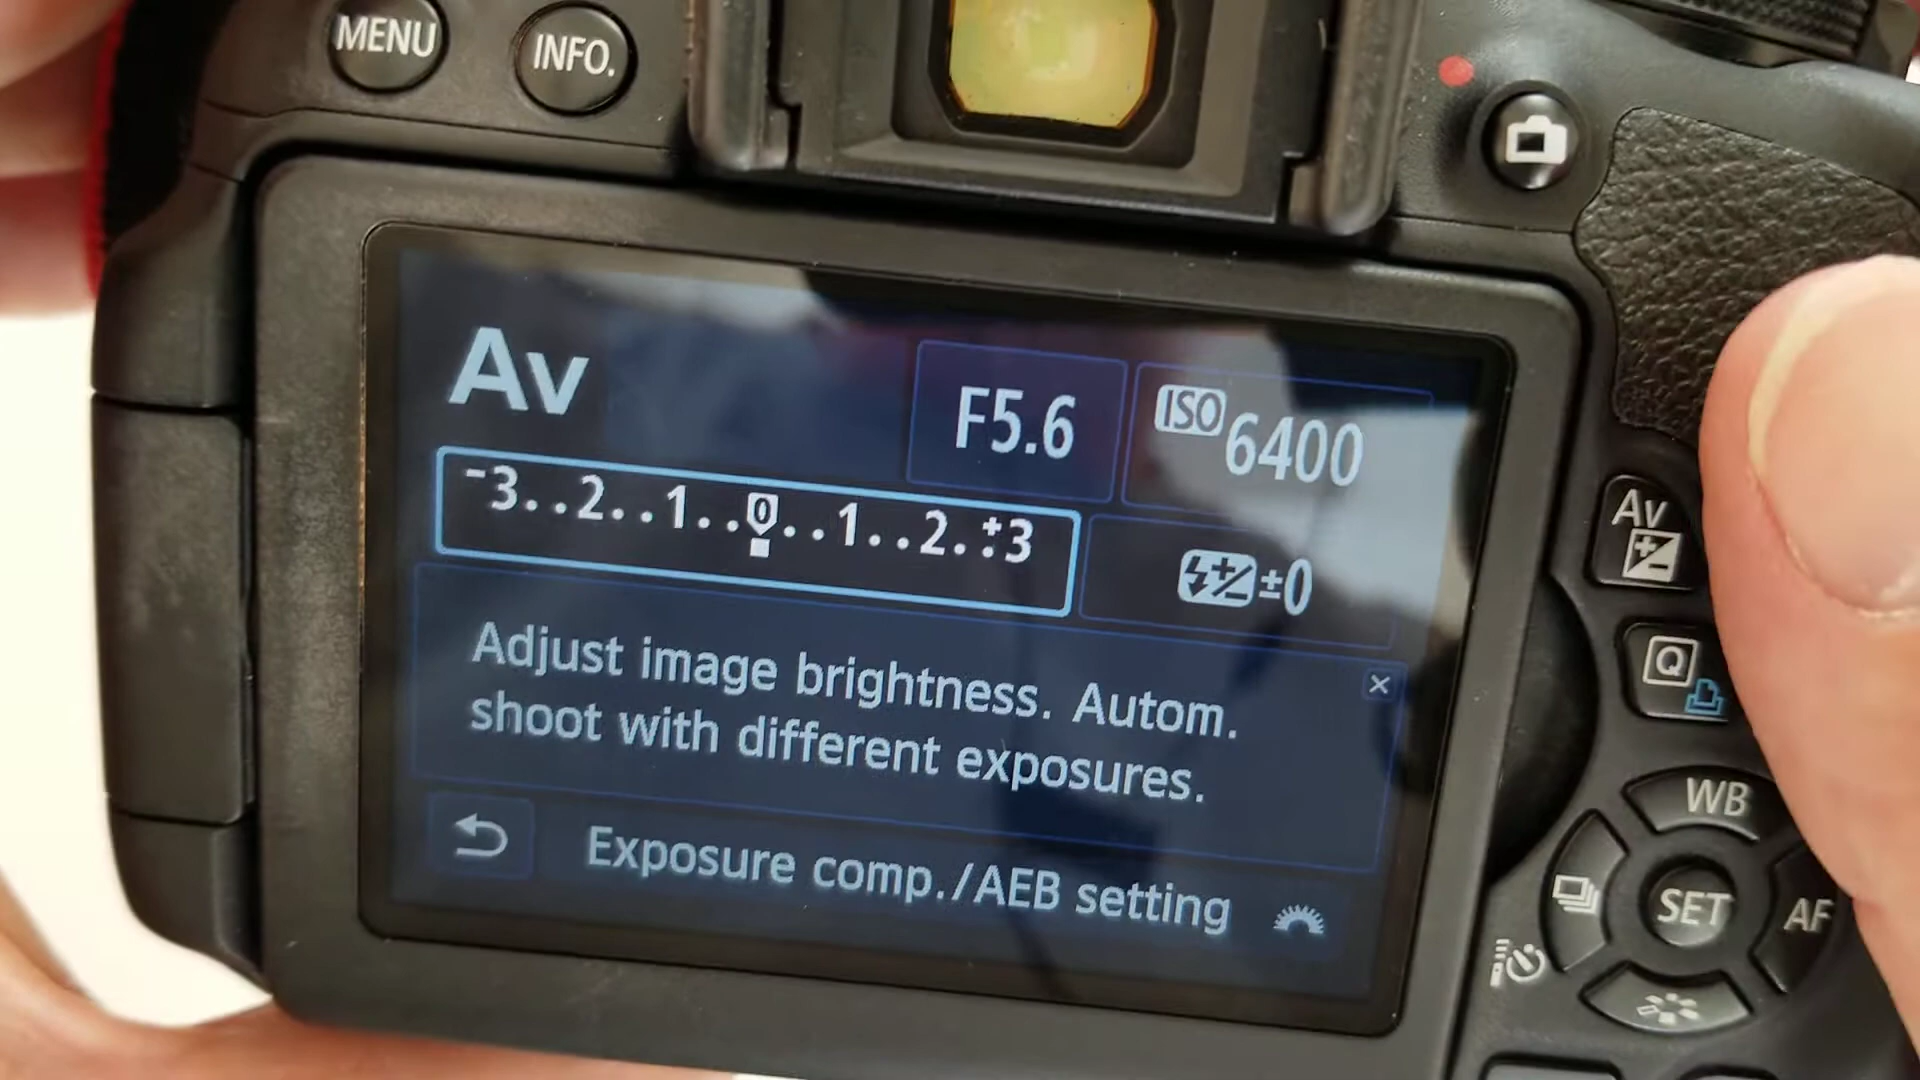 MENU
INFO.
Av
F5.6
ISO 6400
-3..2..1..0..1..2..+3
±0
Adjust image brightness. Autom.
shoot with different exposures.
Exposure comp./AEB setting
Av
Q
WB
SET
AF